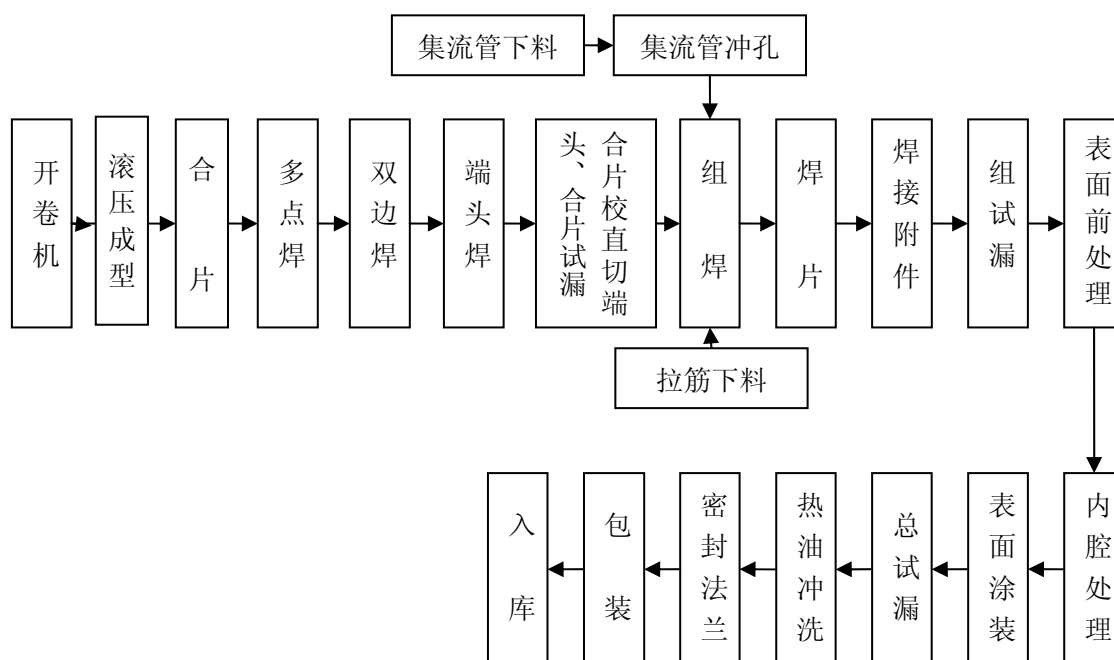 集流管下料
集流管冲孔
开卷机
滚压成型
合片
多点焊
双边焊
端头焊
合片校直切端
头、合片试漏
组焊
焊片
焊接附件
组试漏
表面前处理
拉筋下料
内腔处理
表面涂装
总试漏
热油冲洗
密封法兰
包装
入库